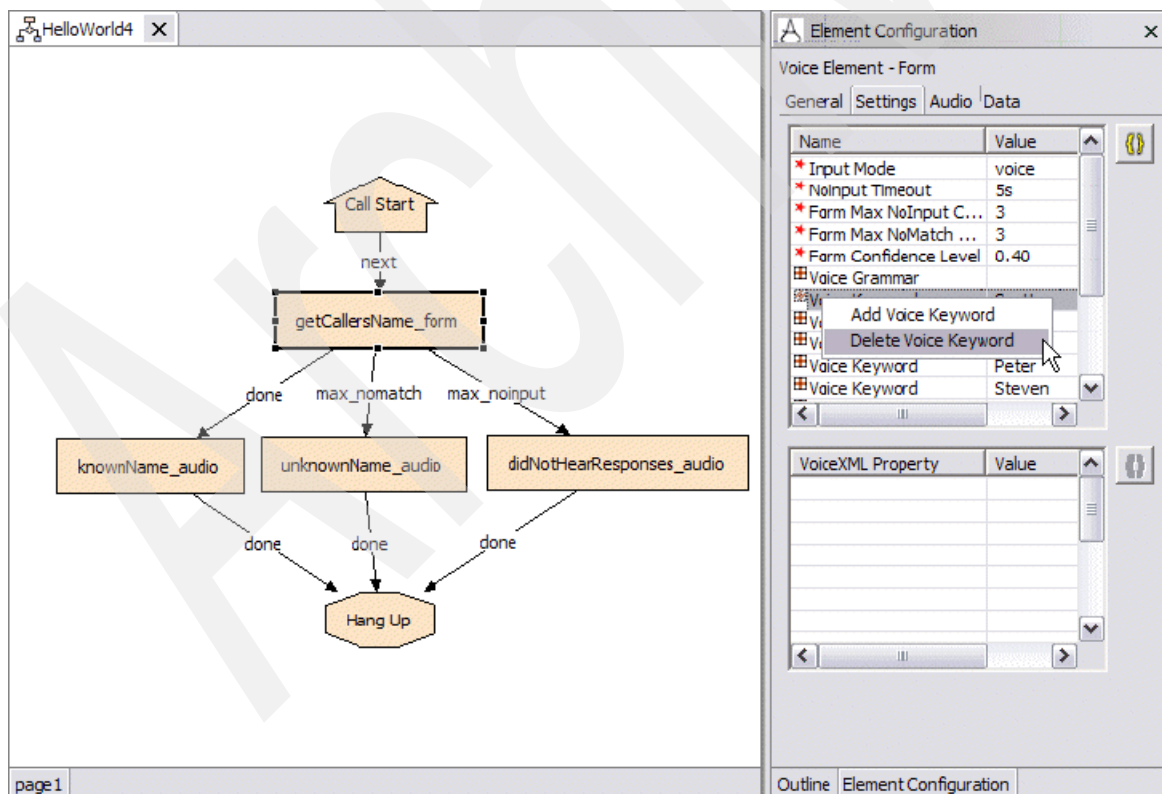 HelloWorld4
Call Start
next
getCallersName_form
done
max_nomatch
max_noinput
knownName_audio
unknownName_audio
didNotHearResponses_audio
done
done
done
Hang Up
page1
Element Configuration
Voice Element - Form
General Settings Audio Data
Name Value
* Input Mode voice
* NoInput Timeout 5s
* Form Max NoInput C... 3
* Form Max NoMatch ... 3
* Form Confidence Level 0.40
Voice Grammar
Add Voice Keyword
Delete Voice Keyword
Voice Keyword Peter
Voice Keyword Steven
VoiceXML Property Value
Outline Element Configuration